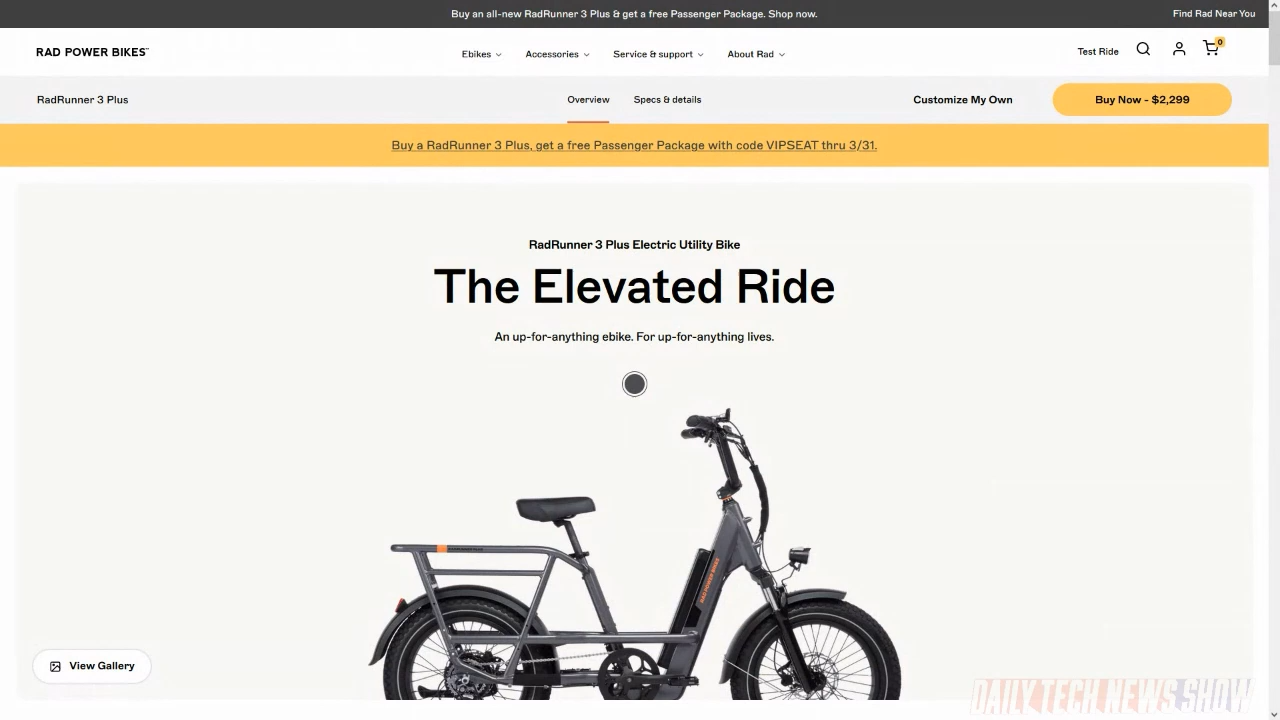 Buy an all-new RadRunner 3 Plus & get a free Passenger Package. Shop now.
Find Rad Near You
RAD POWER BIKES
Ebikes
Accessories
Service & support
About Rad
Test Ride
0
RadRunner 3 Plus
Overview
Specs & details
Customize My Own
Buy Now - $2,299
Buy a RadRunner 3 Plus, get a free Passenger Package with code VIPSEAT thru 3/31.
RadRunner 3 Plus Electric Utility Bike
The Elevated Ride
An up-for-anything ebike. For up-for-anything lives.
RAD POWER BIKES
View Gallery
DAILY TECH NEWS SHOW